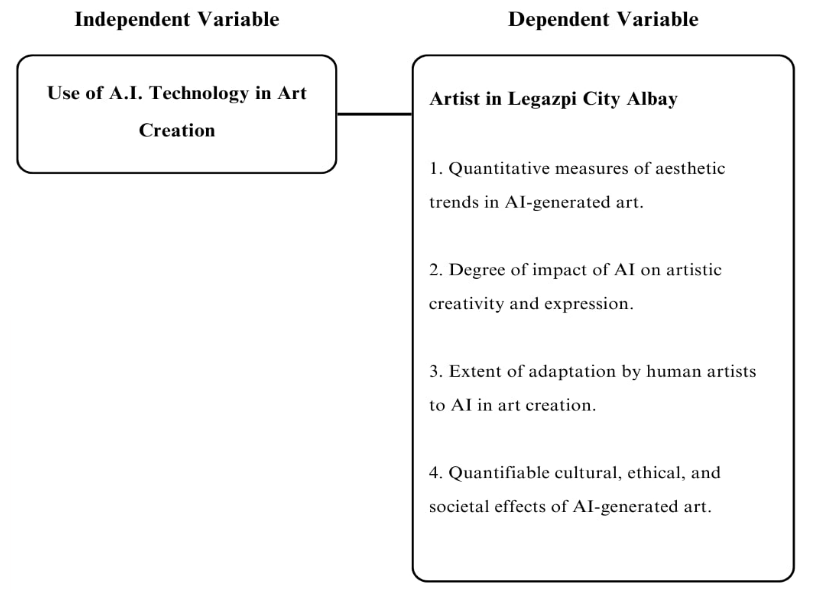 Independent Variable
Use of A.I. Technology in Art
Creation
Dependent Variable
Artist in Legazpi City Albay
1. Quantitative measures of aesthetic
trends in AI-generated art.
2. Degree of impact of AI on artistic
creativity and expression.
3. Extent of adaptation by human artists
to AI in art creation.
4. Quantifiable cultural, ethical, and
societal effects of AI-generated art.